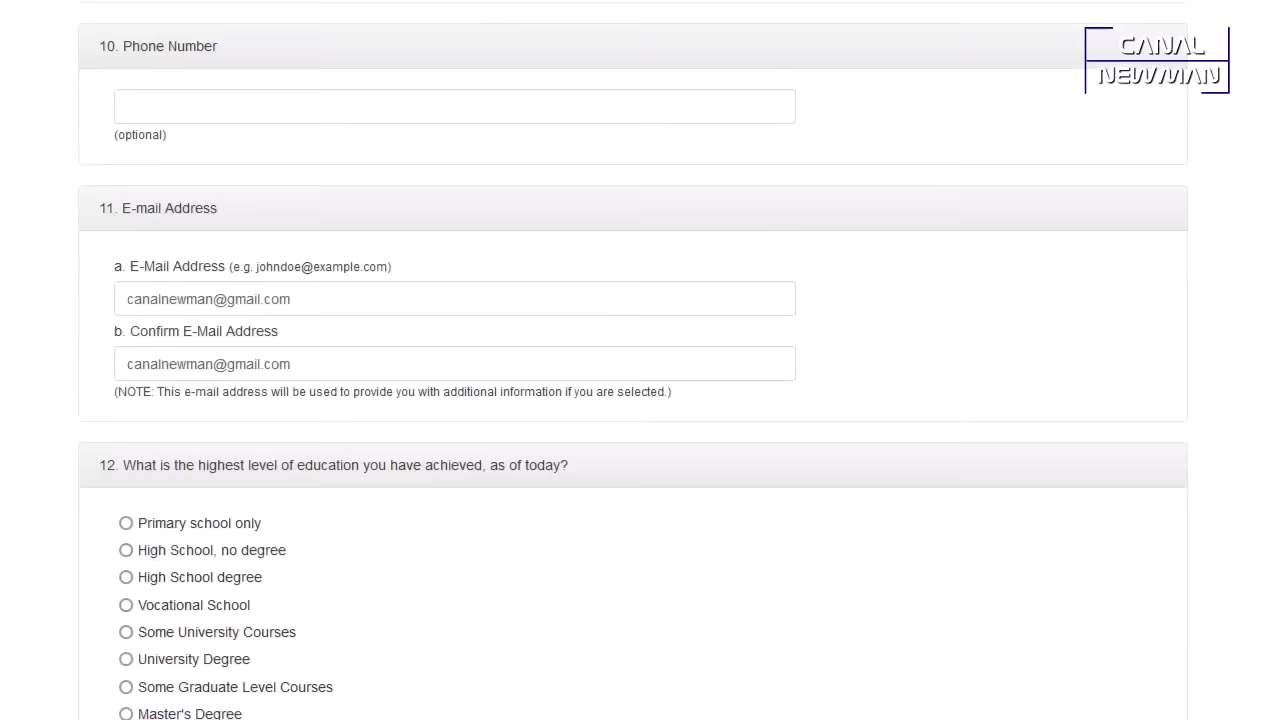 10. Phone Number
CANAL
NEWMAN
(optional)
11. E-mail Address
a. E-Mail Address (e.g. johndoe@example.com)
canalnewman@gmail.com
b. Confirm E-Mail Address
canalnewman@gmail.com
(NOTE: This e-mail address will be used to provide you with additional information if you are selected.)
12. What is the highest level of education you have achieved, as of today?
Primary school only
High School, no degree
High School degree
Vocational School
Some University Courses
University Degree
Some Graduate Level Courses
Master's Degree